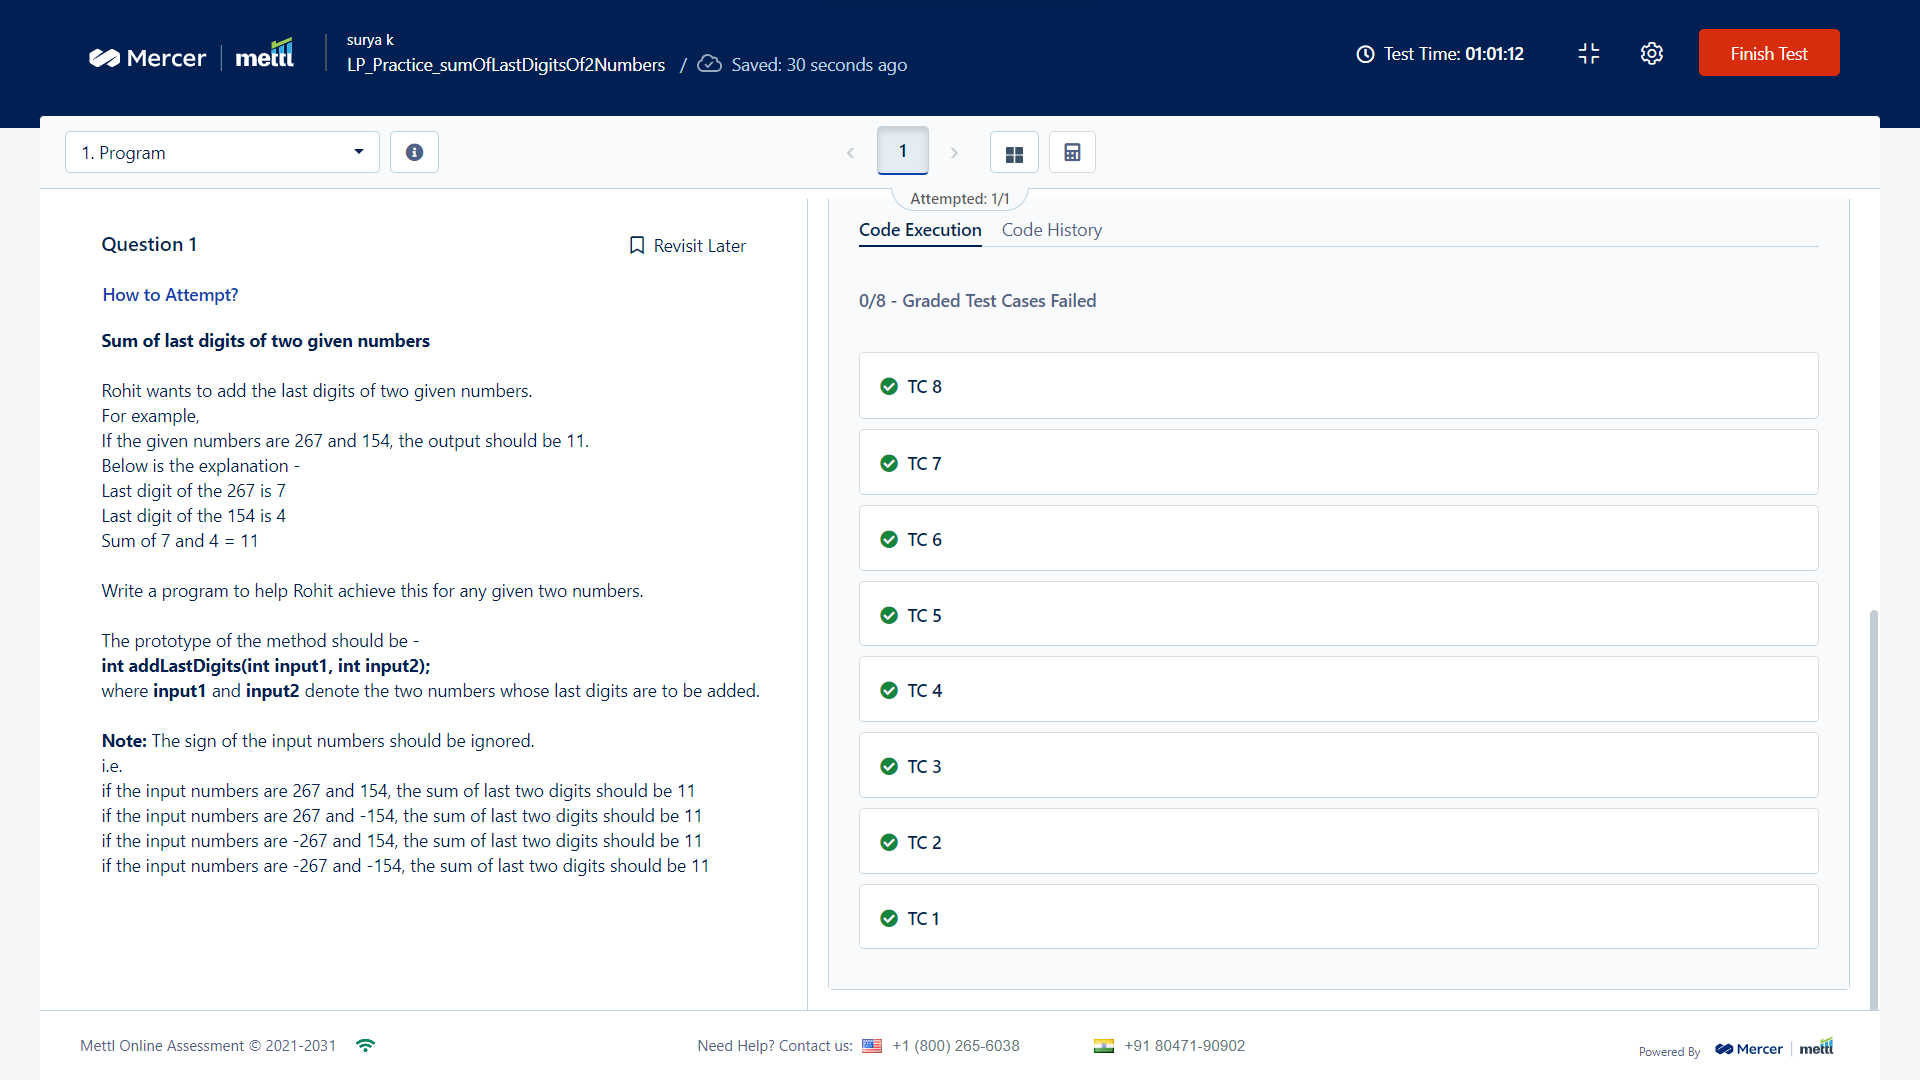 Mercer | mettl
surya k
LP_Practice_sumOfLastDigitsOf2Numbers / Saved: 30 seconds ago
Test Time: 01:01:12
Finish Test
1. Program
1
Attempted: 1/1
Question 1
Revisit Later
How to Attempt?
Sum of last digits of two given numbers
Rohit wants to add the last digits of two given numbers.
For example,
If the given numbers are 267 and 154, the output should be 11.
Below is the explanation -
Last digit of the 267 is 7
Last digit of the 154 is 4
Sum of 7 and 4 = 11
Write a program to help Rohit achieve this for any given two numbers.
The prototype of the method should be -
int addLastDigits(int input1, int input2);
where input1 and input2 denote the two numbers whose last digits are to be added.
Note: The sign of the input numbers should be ignored.
i.e.
if the input numbers are 267 and 154, the sum of last two digits should be 11
if the input numbers are 267 and -154, the sum of last two digits should be 11
if the input numbers are -267 and 154, the sum of last two digits should be 11
if the input numbers are -267 and -154, the sum of last two digits should be 11
Code Execution
Code History
0/8 - Graded Test Cases Failed
TC 8
TC 7
TC 6
TC 5
TC 4
TC 3
TC 2
TC 1
Mettl Online Assessment © 2021-2031
Need Help? Contact us: +1 (800) 265-6038
+91 80471-90902
Powered By Mercer | mettl